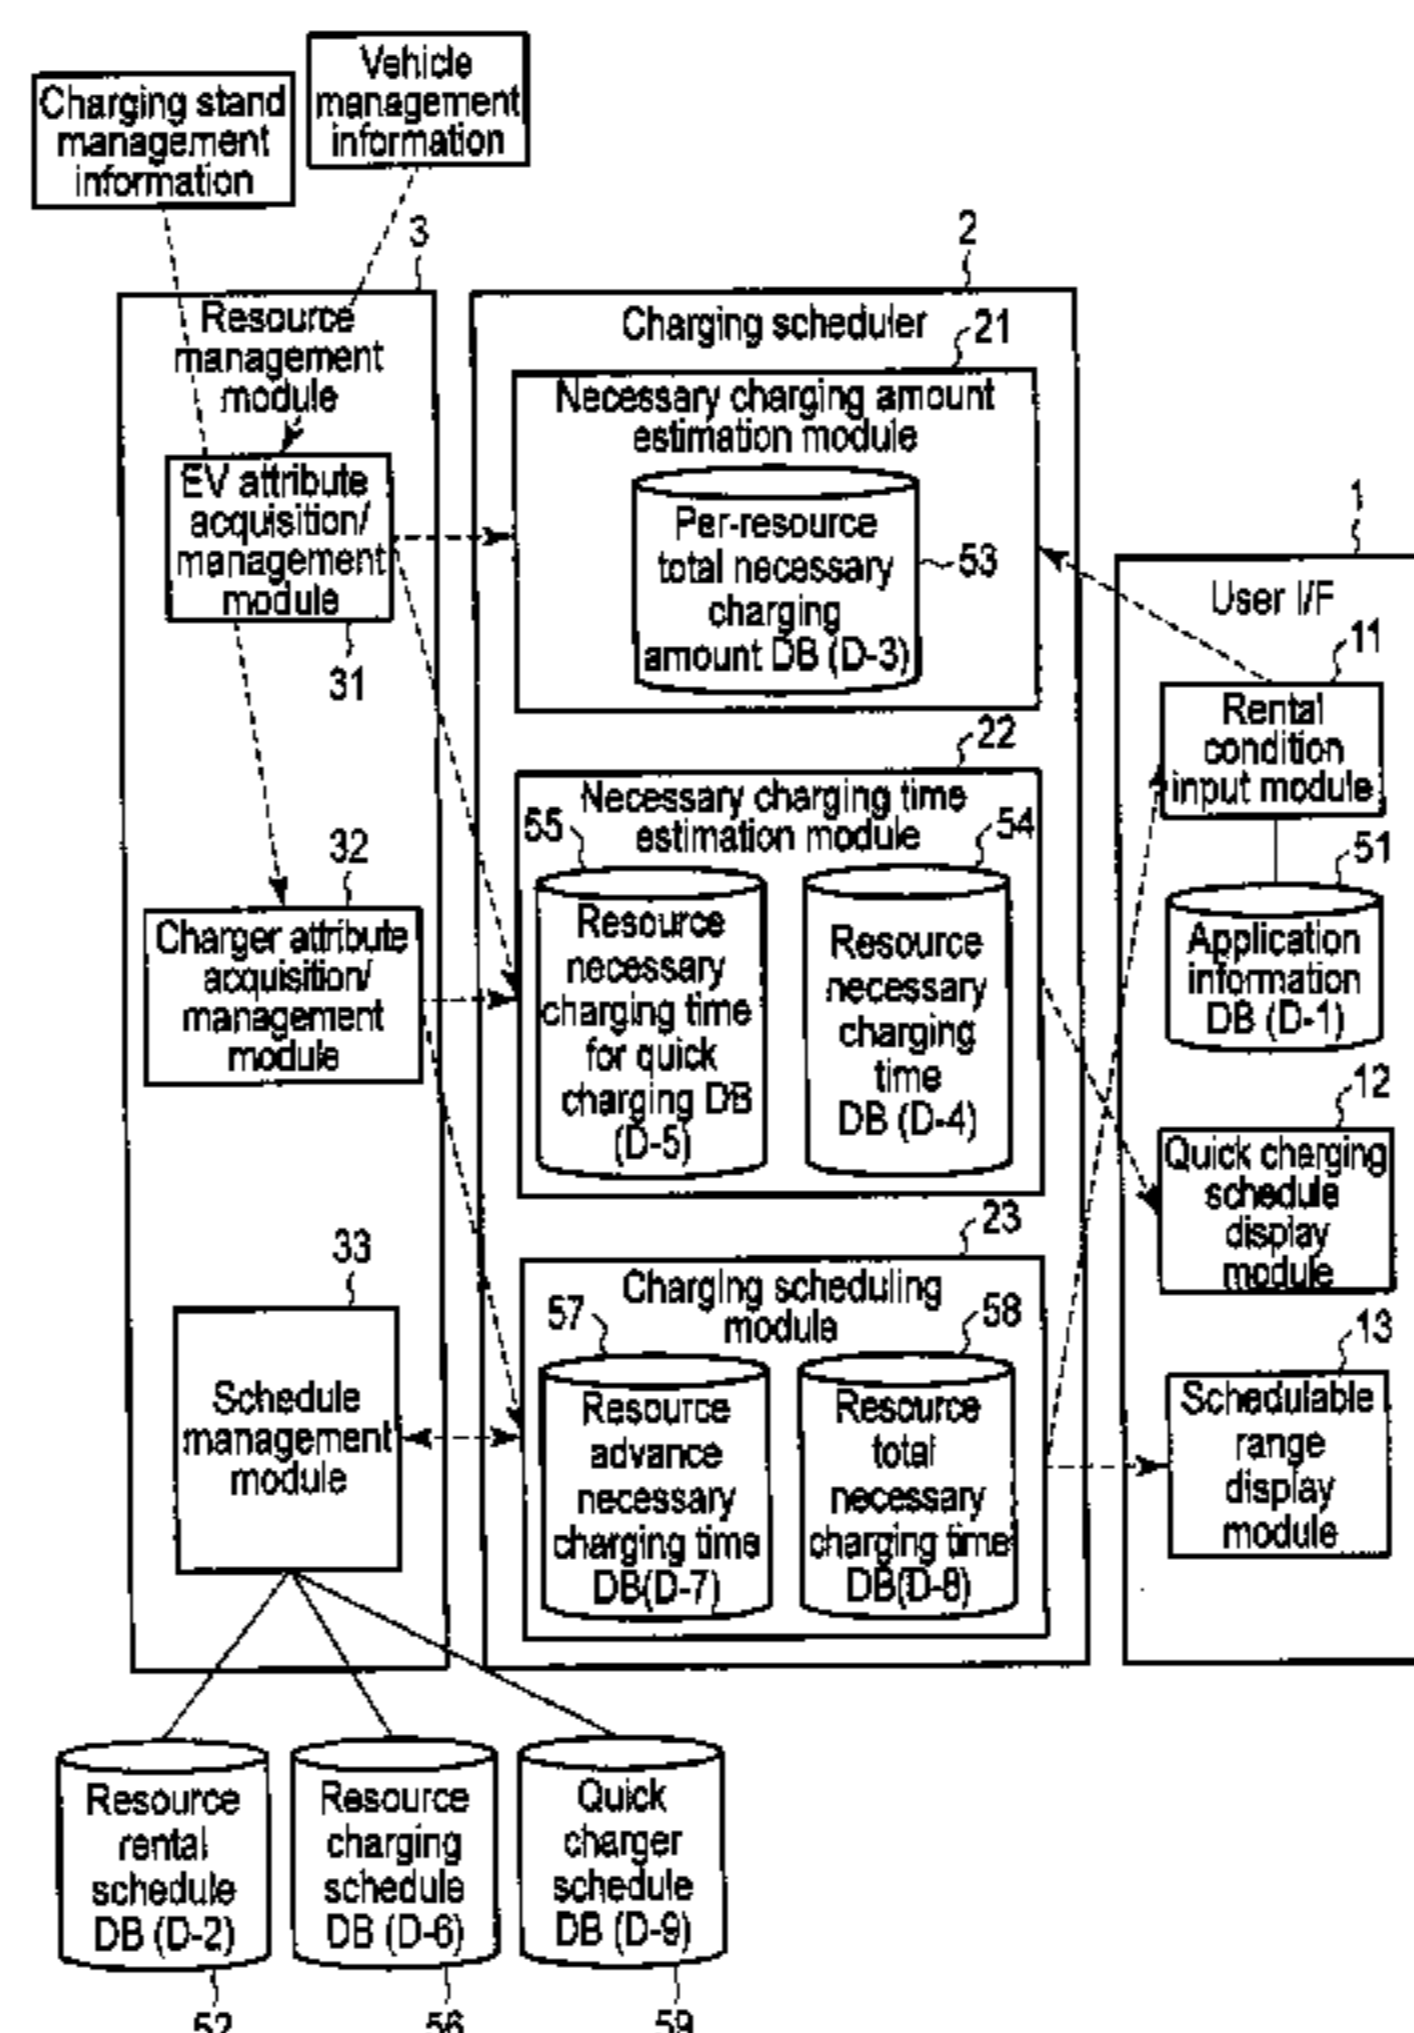 Vehicle
management
information
Charging stand
management
information
3
2
Resource
management
module
Charging scheduler
21
Necessary charging amount
estimation module
EV attribute
acquisition/
management
module
31
Per-resource
total necessary
charging
amount DB (D-3)
53
1
User I/F
11
Rental
condition
input module
22
Necessary charging time
estimation module
55
54
51
Application
information
DB (D-1)
32
Charger attribute
acquisition/
management
module
Resource
necessary
charging time
for quick
charging DB
(D-5)
Resource
necessary
charging
time
DB (D-4)
12
Quick charging
schedule
display
module
33
23
Charging scheduling
module
57
58
13
Schedule
management
module
Resource
advance
necessary
charging time
DB(D-7)
Resource
total
necessary
charging time
DB(D-8)
Schedulable
range
display
module
Resource
rental
schedule
DB (D-2)
Resource
charging
schedule
DB (D-6)
Quick
charger
schedule
DB (D-9)
52
56
59